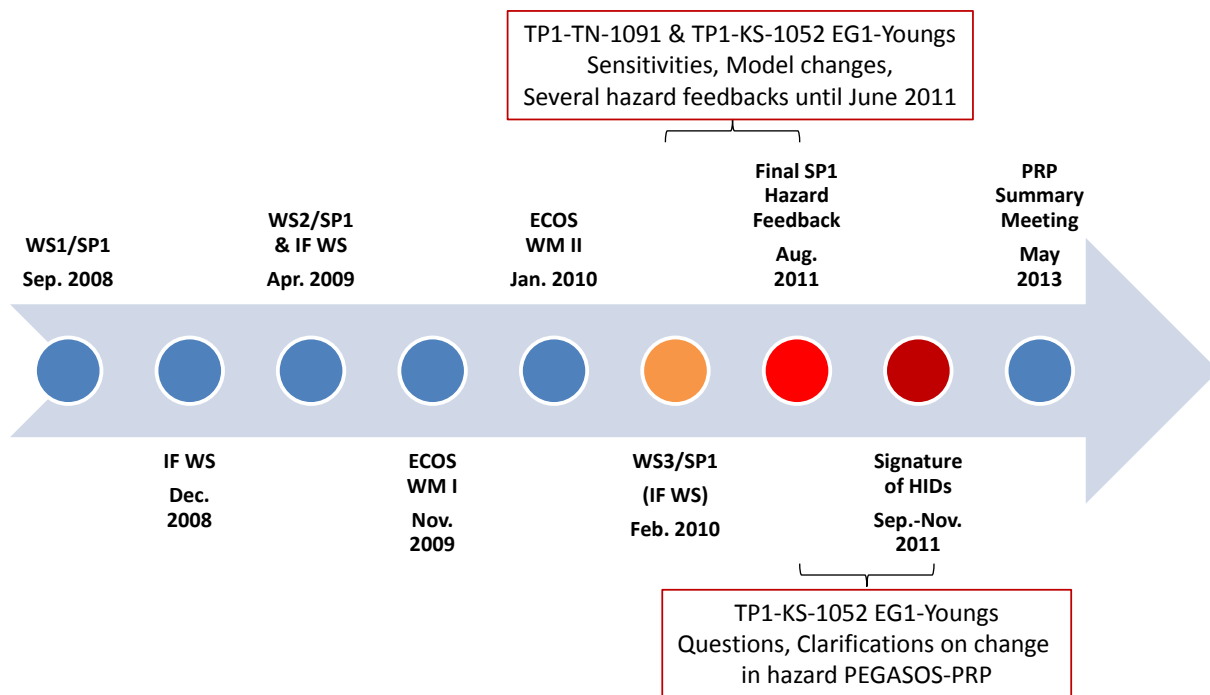 TP1-TN-1091 & TP1-KS-1052 EG1-Youngs
Sensitivities, Model changes,
Several hazard feedbacks until June 2011
WS1/SP1
Sep. 2008
WS2/SP1
& IF WS
Apr. 2009
ECOS
WM II
Jan. 2010
Final SP1
Hazard
Feedback
Aug.
2011
PRP
Summary
Meeting
May
2013
IF WS
Dec.
2008
ECOS
WM I
Nov.
2009
WS3/SP1
(IF WS)
Feb. 2010
Signature
of HIDs
Sep.-Nov.
2011
TP1-KS-1052 EG1-Youngs
Questions, Clarifications on change
in hazard PEGASOS-PRP